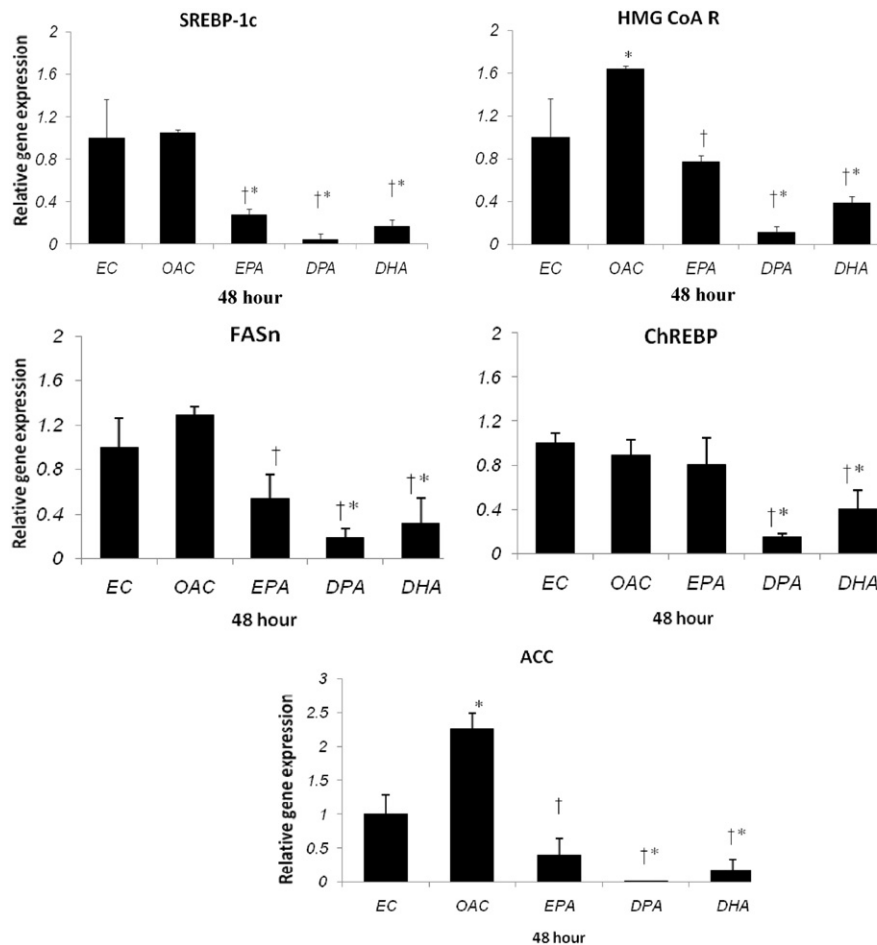 SREBP-1c
Relative gene expression
2
1.6
1.2
0.8
0.4
0
†* †* †*
EC OAC EPA DPA DHA
48 hour
HMG CoA R
2
1.6
1.2
0.8
0.4
0
* † †* †*
EC OAC EPA DPA DHA
48 hour
FASn
Relative gene expression
2
1.6
1.2
0.8
0.4
0
† †* †*
EC OAC EPA DPA DHA
48 hour
ChREBP
2
1.6
1.2
0.8
0.4
0
†* †*
EC OAC EPA DPA DHA
48 hour
ACC
Relative gene expression
2.5
2
1.5
1
0.5
0
* † †* †*
EC OAC EPA DPA DHA
48 hour